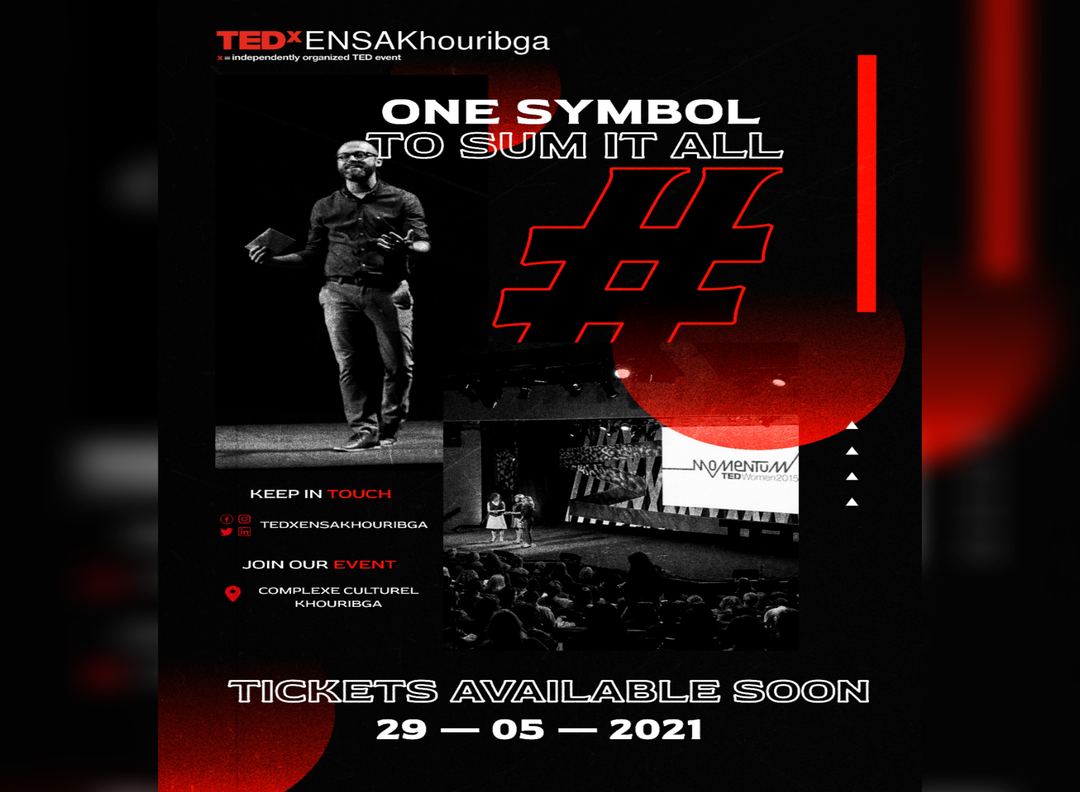 TEDxENSAKhouribga
x = independently organized TED event
ONE SYMBOL
TO SUM IT ALL
#
MOMENTUM
TEDWomen2015
KEEP IN TOUCH
TEDXENSAKHOURIBGA
JOIN OUR EVENT
COMPLEXE CULTUREL
KHOURIBGA
TICKETS AVAILABLE SOON
29 — 05 — 2021